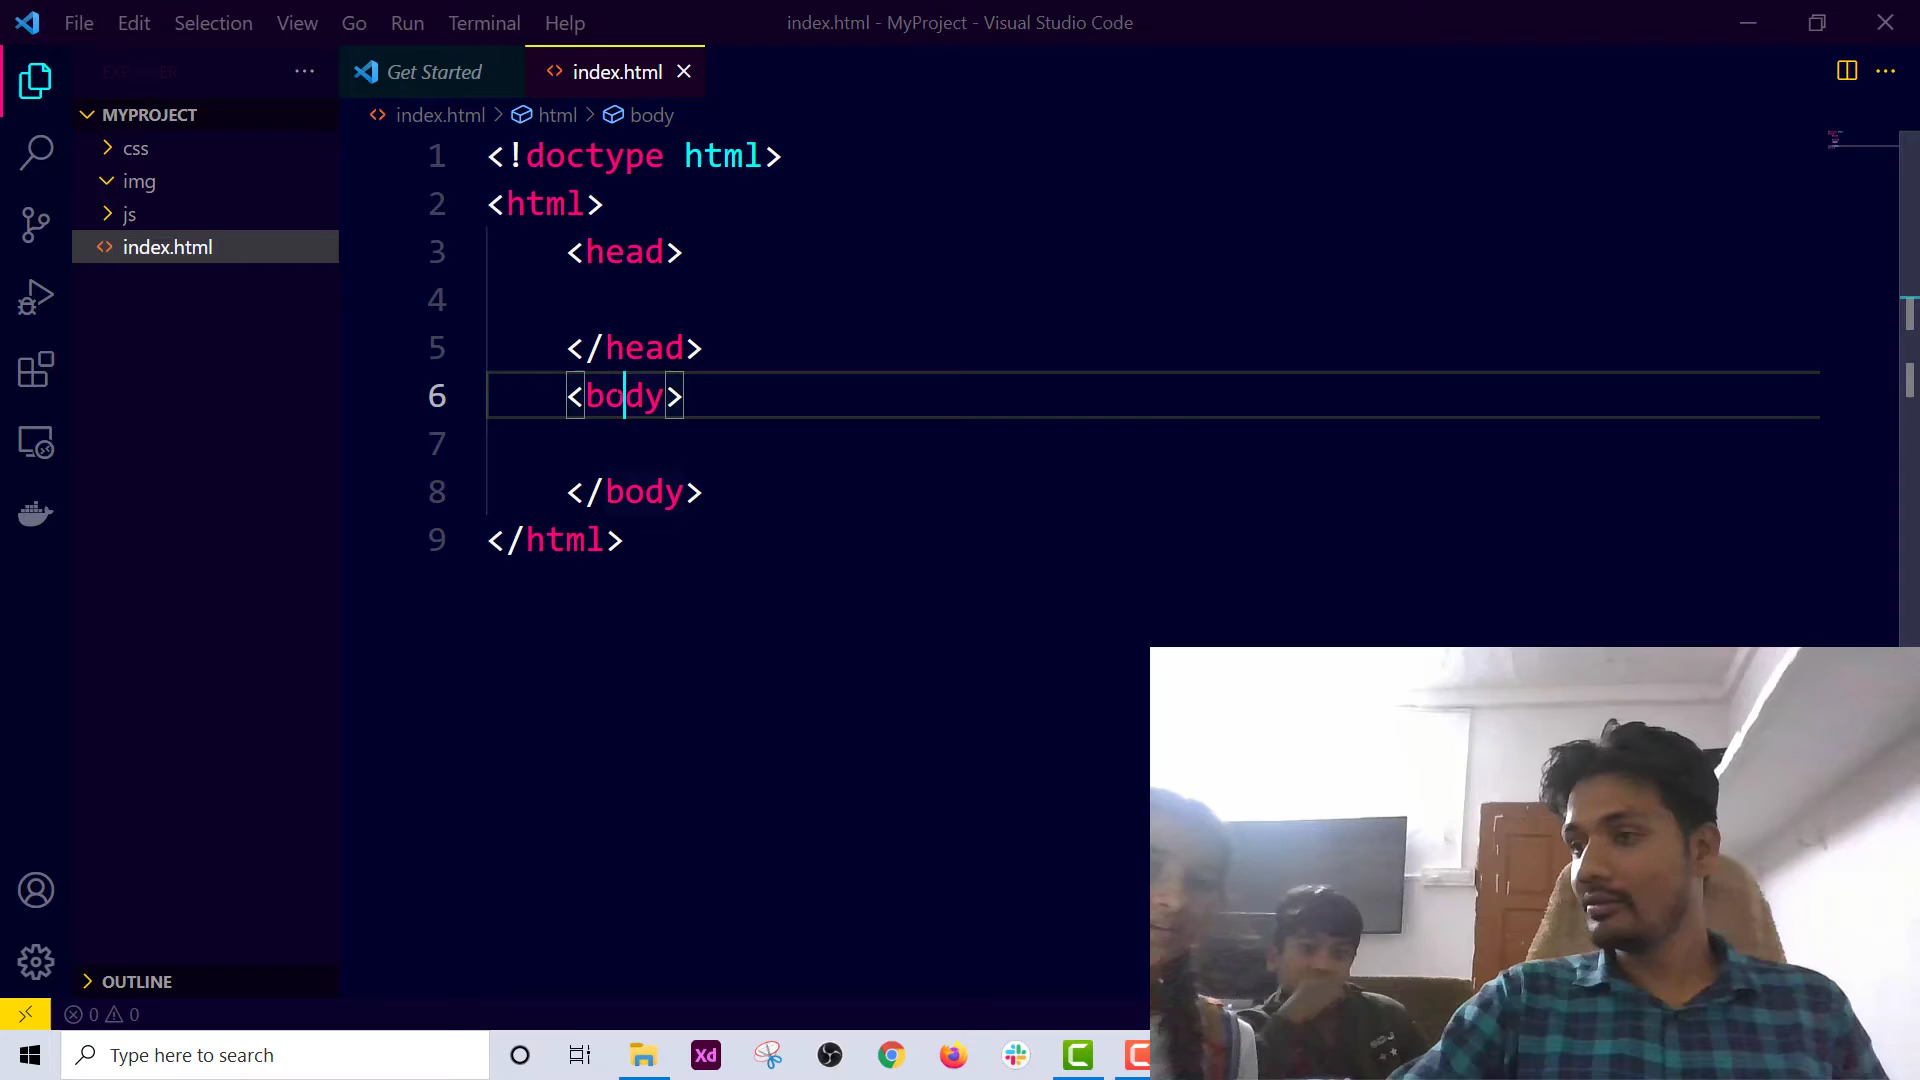 File Edit Selection View Go Run Terminal Help
index.html - MyProject - Visual Studio Code
EXPLORER
Get Started
index.html
MYPROJECT
css
img
js
index.html
index.html > html > body
1 <!doctype html>
2 <html>
3 <head>
4
5 </head>
6 <body>
7
8 </body>
9 </html>
OUTLINE
0 0
Type here to search
Xd